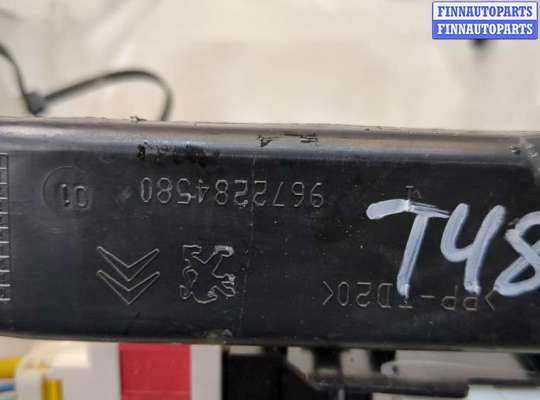 FINNAUTOPARTS
FINNAUTOPARTS
9672284580
01
T48
>PP-TD20<